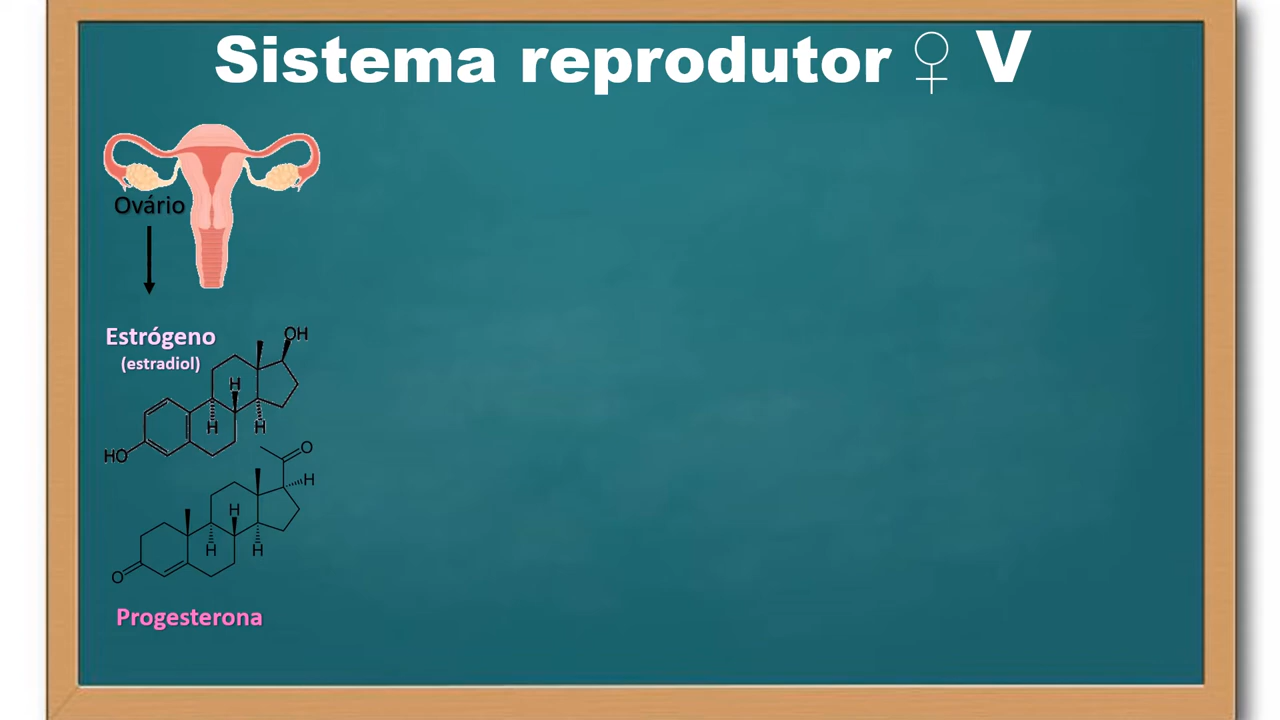 Sistema reprodutor ♀ V
Ovário
Estrógeno
(estradiol)
OH
H
H
H
HO
O
H
H
H
H
O
Progesterona